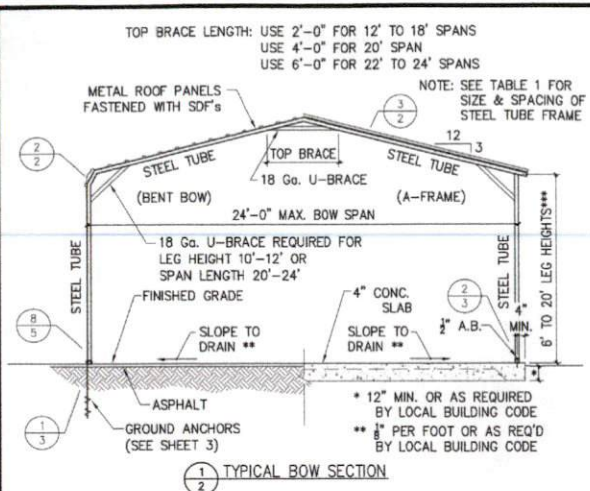 TOP BRACE LENGTH: USE 2'-0" FOR 12' TO 18' SPANS
USE 4'-0" FOR 20' SPAN
USE 6'-0" FOR 22' TO 24' SPANS
METAL ROOF PANELS
FASTENED WITH SDF's
NOTE: SEE TABLE 1 FOR
SIZE & SPACING OF
STEEL TUBE FRAME
3
2
12
3
2
2
STEEL TUBE
TOP BRACE
STEEL TUBE
18 Ga. U-BRACE
(BENT BOW)
(A-FRAME)
24'-0" MAX. BOW SPAN
18 Ga. U-BRACE REQUIRED FOR
LEG HEIGHT 10'-12' OR
SPAN LENGTH 20'-24'
STEEL TUBE
STEEL TUBE
6' TO 20' LEG HEIGHTS***
FINISHED GRADE
4" CONC.
SLAB
2
3
4"
MIN.
1/2" A.B.
8
5
SLOPE TO
DRAIN **
SLOPE TO
DRAIN **
*
ASPHALT
1
3
GROUND ANCHORS
(SEE SHEET 3)
* 12" MIN. OR AS REQUIRED
BY LOCAL BUILDING CODE
** 1/8" PER FOOT OR AS REQ'D
BY LOCAL BUILDING CODE
1
2
TYPICAL BOW SECTION